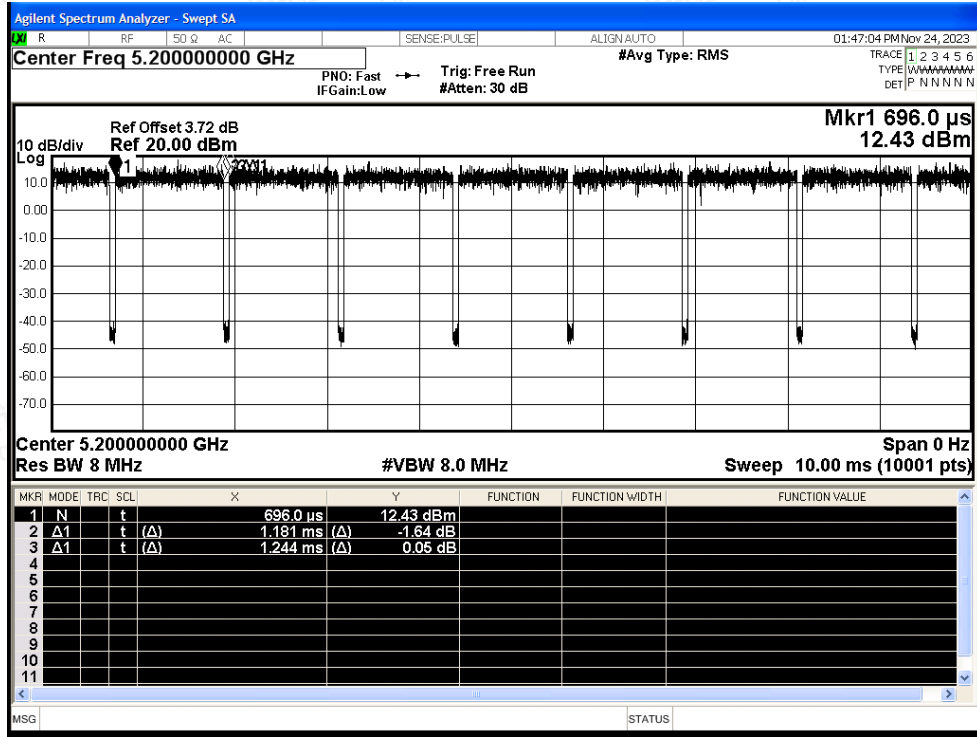 Agilent Spectrum Analyzer - Swept SA
LXI R RF 50 Ω AC SENSE:PULSE ALIGN AUTO 01:47:04 PM Nov 24, 2023
Center Freq 5.200000000 GHz #Avg Type: RMS TRACE 1 2 3 4 5 6
PNO: Fast Trig: Free Run TYPE W
IFGain:Low #Atten: 30 dB DET P N N N N N
Mkr1 696.0 µs
Ref Offset 3.72 dB
10 dB/div Ref 20.00 dBm 12.43 dBm
Log
1
10.0
0.00
-10.0
-20.0
-30.0
-40.0
-50.0
-60.0
-70.0
Center 5.200000000 GHz Span 0 Hz
Res BW 8 MHz #VBW 8.0 MHz Sweep 10.00 ms (10001 pts)
MKR MODE TRC SCL X Y FUNCTION FUNCTION WIDTH FUNCTION VALUE
1 N t 696.0 µs 12.43 dBm
2 Δ1 t (Δ) 1.181 ms (Δ) -1.64 dB
3 Δ1 t (Δ) 1.244 ms (Δ) 0.05 dB
4
5
6
7
8
9
10
11
MSG STATUS